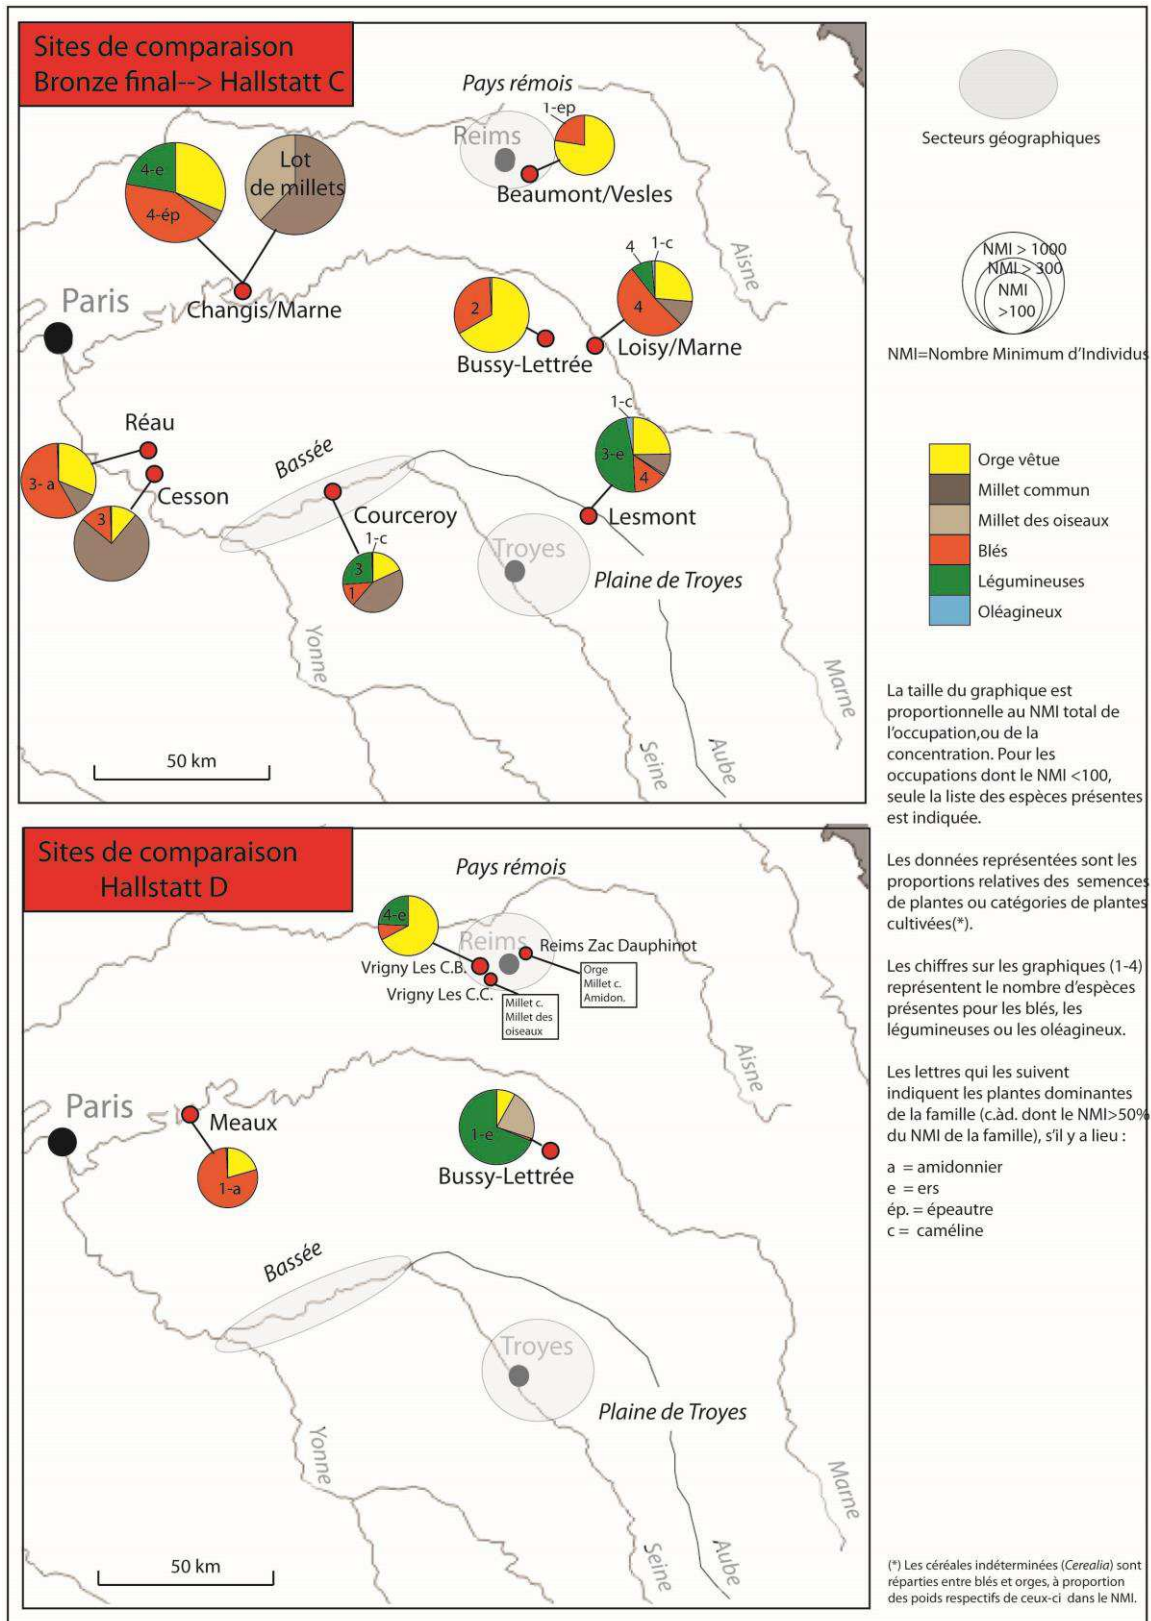 Sites de comparaison
Bronze final--> Hallstatt C
Pays rémois
1-ep
Reims
Beaumont/Vesles
4-e
4-ép
Lot
de millets
Changis/Marne
Paris
Aisne
4
1-c
4
Loisy/Marne
2
Bussy-Lettrée
Réau
3- a
Cesson
3
Bassée
Courceroy
1-c
3
1
1-c
3-e
4
Lesmont
Troyes
Plaine de Troyes
Yonne
Seine
Aube
Marne
50 km
Secteurs géographiques
NMI > 1000
NMI > 300
NMI
>100
NMI=Nombre Minimum d'Individus
Orge vêtue
Millet commun
Millet des oiseaux
Blés
Légumineuses
Oléagineux
La taille du graphique est
proportionnelle au NMI total de
l'occupation,ou de la
concentration. Pour les
occupations dont le NMI <100,
seule la liste des espèces présentes
est indiquée.
Les données représentées sont les
proportions relatives des semences
de plantes ou catégories de plantes
cultivées(*).
Les chiffres sur les graphiques (1-4)
représentent le nombre d'espèces
présentes pour les blés, les
légumineuses ou les oléagineux.
Les lettres qui les suivent
indiquent les plantes dominantes
de la famille (c.àd. dont le NMI>50%
du NMI de la famille), s'il y a lieu :
a = amidonnier
e = ers
ép. = épeautre
c = caméline
(*) Les céréales indéterminées (Cerealia) sont
réparties entre blés et orges, à proportion
des poids respectifs de ceux-ci dans le NMI.
Sites de comparaison
Hallstatt D
Pays rémois
4-e
Reims
Reims Zac Dauphinot
Vrigny Les C.B.
Vrigny Les C.C.
Orge
Millet c.
Amidon.
Millet c.
Millet des
oiseaux
Aisne
Paris
Meaux
1-a
1-e
Bussy-Lettrée
Bassée
Troyes
Plaine de Troyes
Yonne
Seine
Aube
Marne
50 km